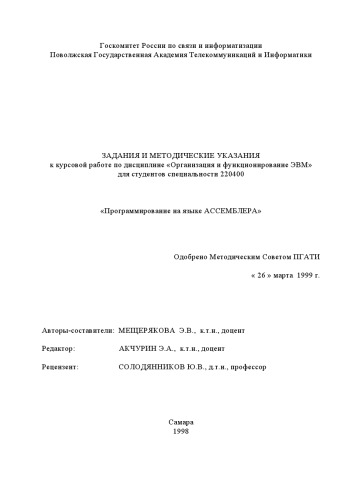 Госкомитет России по связи и информатизации
Поволжская Государственная Академия Телекоммуникаций и Информатики
ЗАДАНИЯ И МЕТОДИЧЕСКИЕ УКАЗАНИЯ
к курсовой работе по дисциплине «Организация и функционирование ЭВМ»
для студентов специальности 220400
«Программирование на языке АССЕМБЛЕРА»
Одобрено Методическим Советом ПГАТИ
« 26 » марта 1999 г.
Авторы-составители: МЕЩЕРЯКОВА Э.В., к.т.н., доцент
Редактор: АКЧУРИН Э.А., к.т.н., доцент
Рецензент: СОЛОДЯННИКОВ Ю.В., д.т.н., профессор
Самара
1998